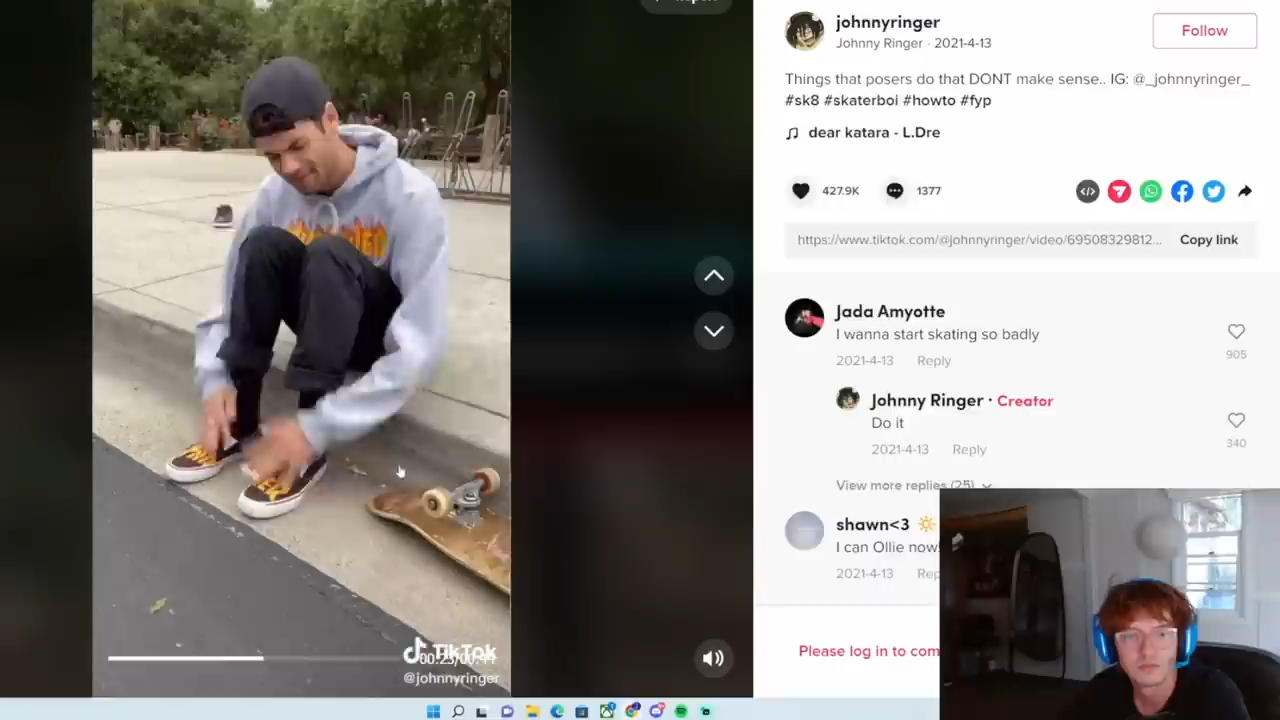 johnnyringer
Johnny Ringer · 2021-4-13
Follow
Things that posers do that DONT make sense.. IG: @_johnnyringer_
#sk8 #skaterboi #howto #fyp
dear katara - L.Dre
427.9K
1377
https://www.tiktok.com/@johnnyringer/video/69508329812...
Copy link
Jada Amyotte
I wanna start skating so badly
2021-4-13 Reply
905
Johnny Ringer · Creator
Do it
2021-4-13 Reply
340
View more replies (25)
shawn<3
I can Ollie now!
2021-4-13 Rep
Please log in to com
TikTok
@johnnyringer